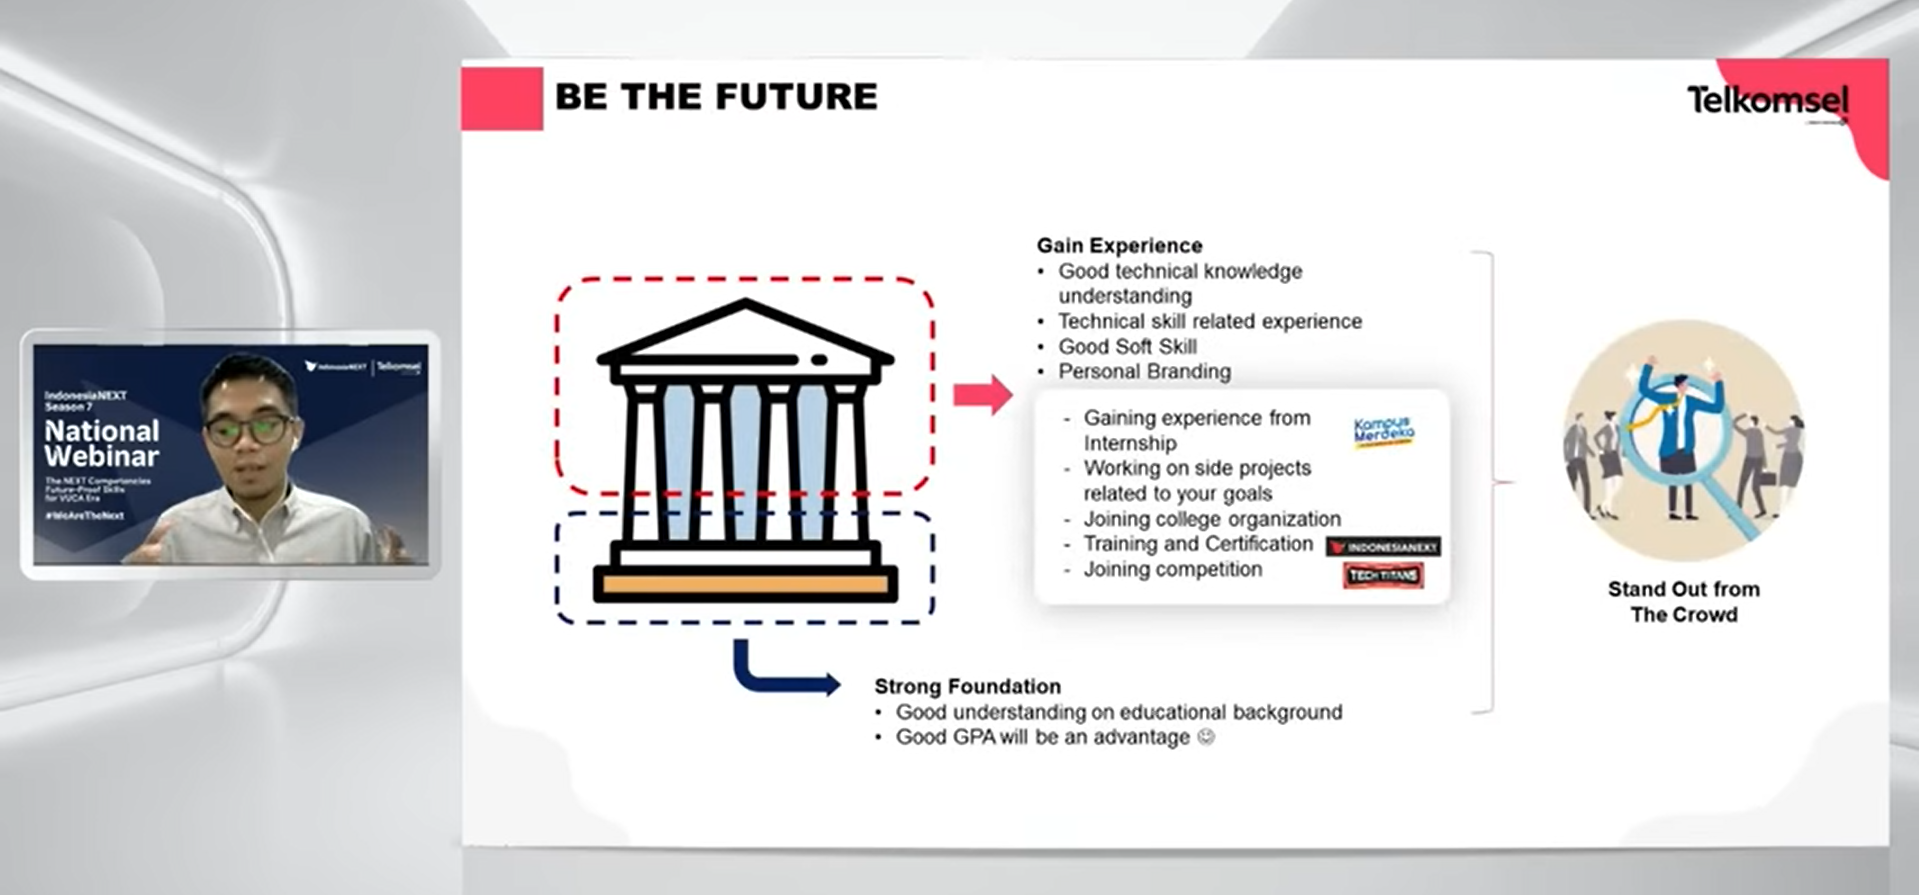 BE THE FUTURE
Telkomsel
Gain Experience
• Good technical knowledge
understanding
• Technical skill related experience
• Good Soft Skill
• Personal Branding
- Gaining experience from
Internship
- Working on side projects
related to your goals
- Joining college organization
- Training and Certification
- Joining competition
Kampus
Merdeka
INDONESIANEXT
TECH TITANS
Stand Out from
The Crowd
Strong Foundation
• Good understanding on educational background
• Good GPA will be an advantage ☺
IndonesiaNEXT | Telkomsel
IndonesiaNEXT
Season 7
National
Webinar
The NEXT Competencies
Future-Proof Skills
for VUCA Era
#WeAreTheNext